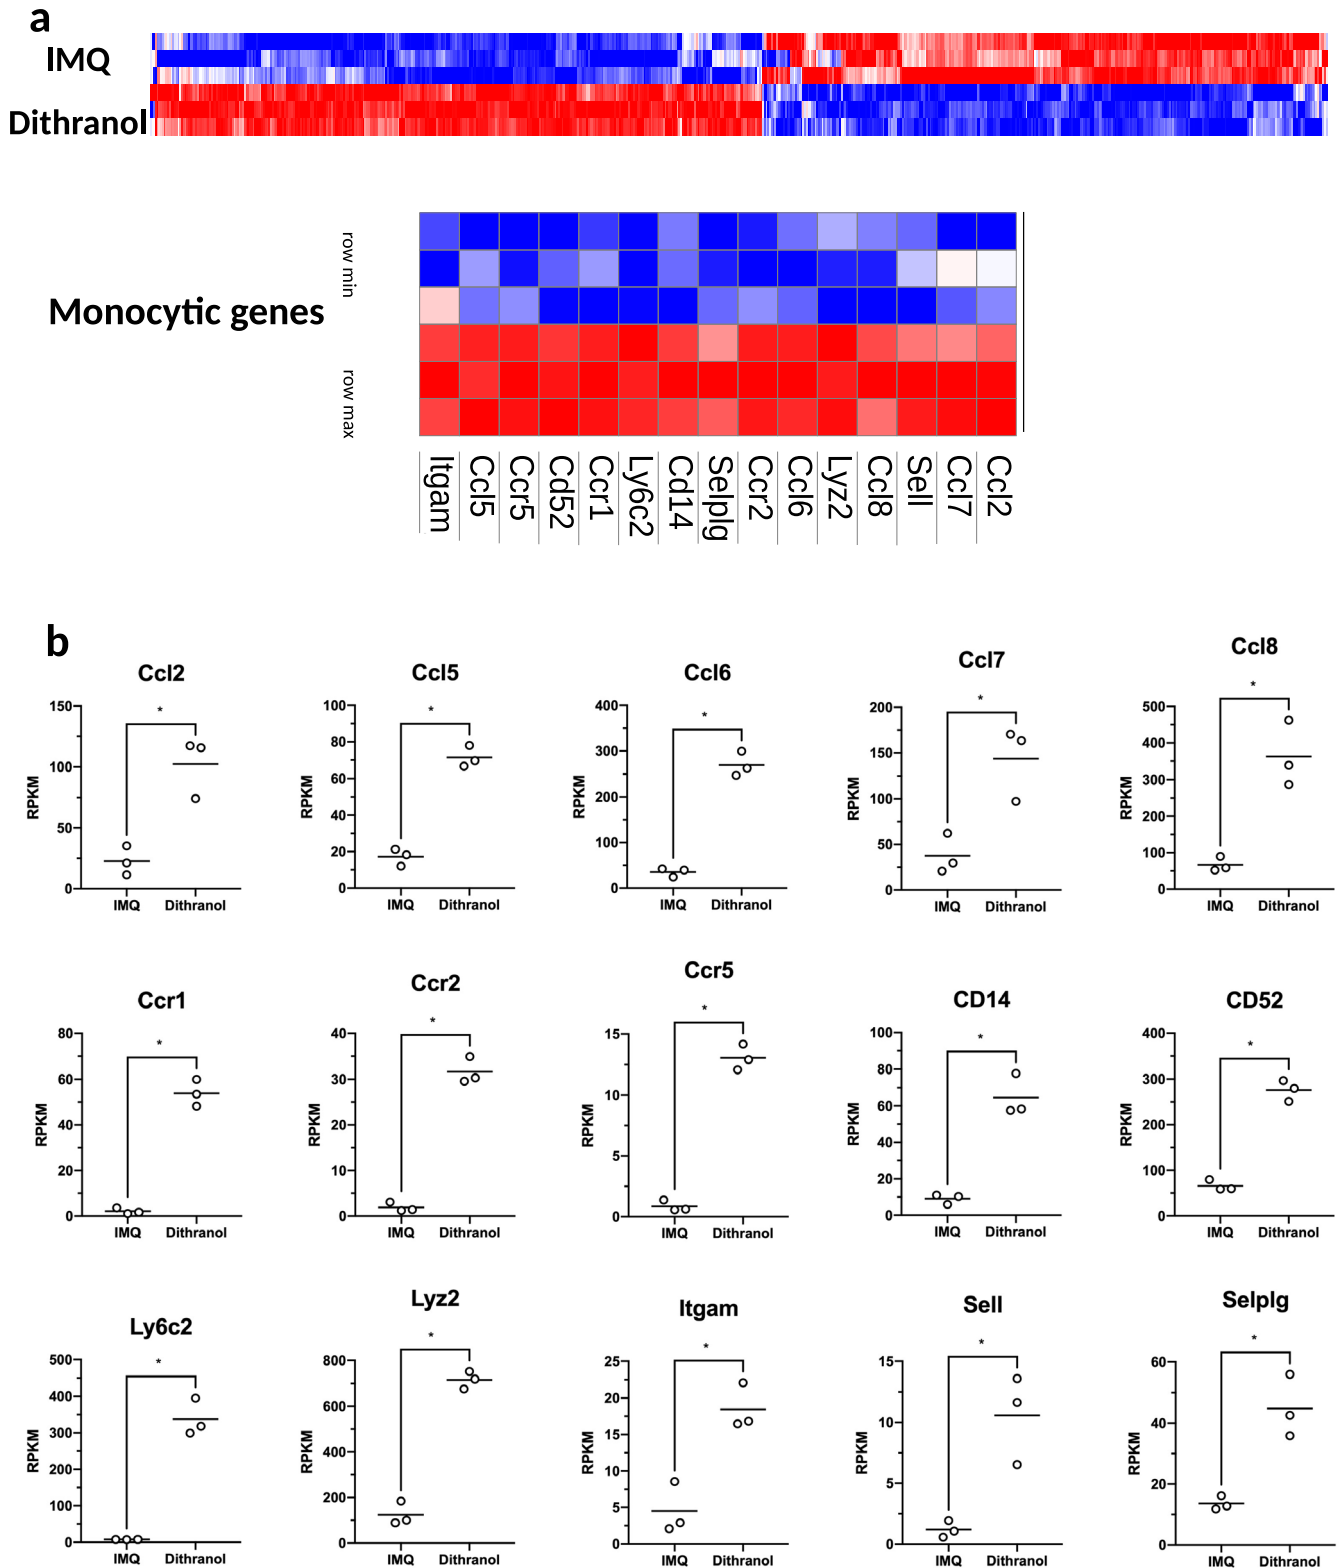 a
IMQ
Dithranol
row min
Monocytic genes
row max
Itgam Ccl5 Ccr5 Cd52 Ccr1 Ly6c2 Cd14 Selplg Ccr2 Ccl6 Lyz2 Ccl8 Sell Ccl7 Ccl2
b
Ccl2
*
150
100
50
0
RPKM
IMQ Dithranol
Ccl5
*
100
80
60
40
20
0
RPKM
IMQ Dithranol
Ccl6
*
400
300
200
100
0
RPKM
IMQ Dithranol
Ccl7
*
200
150
100
50
0
RPKM
IMQ Dithranol
Ccl8
*
500
400
300
200
100
0
RPKM
IMQ Dithranol
Ccr1
*
80
60
40
20
0
RPKM
IMQ Dithranol
Ccr2
*
40
30
20
10
0
RPKM
IMQ Dithranol
Ccr5
*
15
10
5
0
RPKM
IMQ Dithranol
CD14
*
100
80
60
40
20
0
RPKM
IMQ Dithranol
CD52
*
400
300
200
100
0
RPKM
IMQ Dithranol
Ly6c2
*
500
400
300
200
100
0
RPKM
IMQ Dithranol
Lyz2
*
800
600
400
200
0
RPKM
IMQ Dithranol
Itgam
*
25
20
15
10
5
0
RPKM
IMQ Dithranol
Sell
*
15
10
5
0
RPKM
IMQ Dithranol
Selplg
*
60
40
20
0
RPKM
IMQ Dithranol